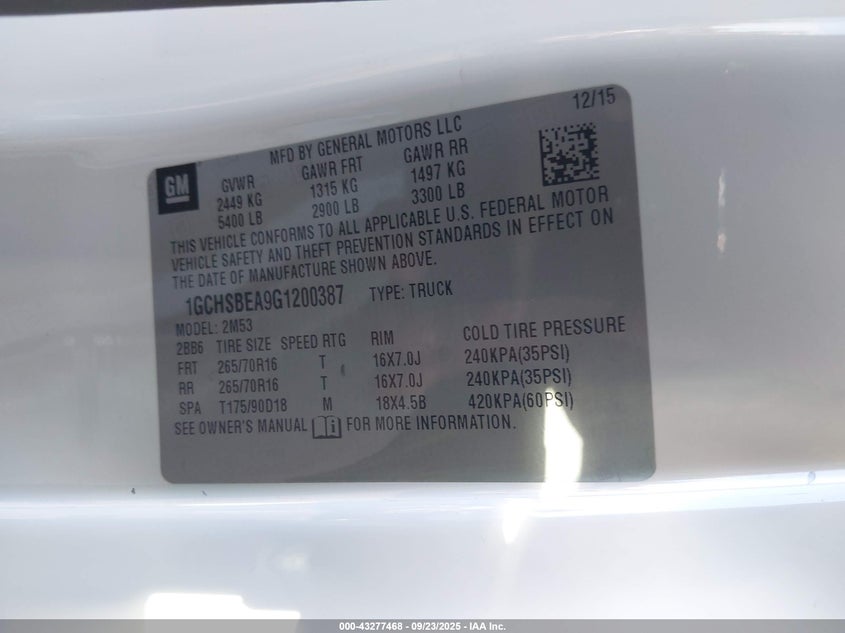 12/15
MFD BY GENERAL MOTORS LLC
GM
GVWR GAWR FRT GAWR RR
2449 KG 1315 KG 1497 KG
5400 LB 2900 LB 3300 LB
THIS VEHICLE CONFORMS TO ALL APPLICABLE U.S. FEDERAL MOTOR
VEHICLE SAFETY AND THEFT PREVENTION STANDARDS IN EFFECT ON
THE DATE OF MANUFACTURE SHOWN ABOVE.
1GCHSBEA9G1200387 TYPE: TRUCK
MODEL: 2M53
2BB6 TIRE SIZE SPEED RTG RIM COLD TIRE PRESSURE
FRT 265/70R16 T 16X7.0J 240KPA(35PSI)
RR 265/70R16 T 16X7.0J 240KPA(35PSI)
SPA T175/90D18 M 18X4.5B 420KPA(60PSI)
SEE OWNER'S MANUAL FOR MORE INFORMATION.
000-43277468 - 09/23/2025 - IAA Inc.